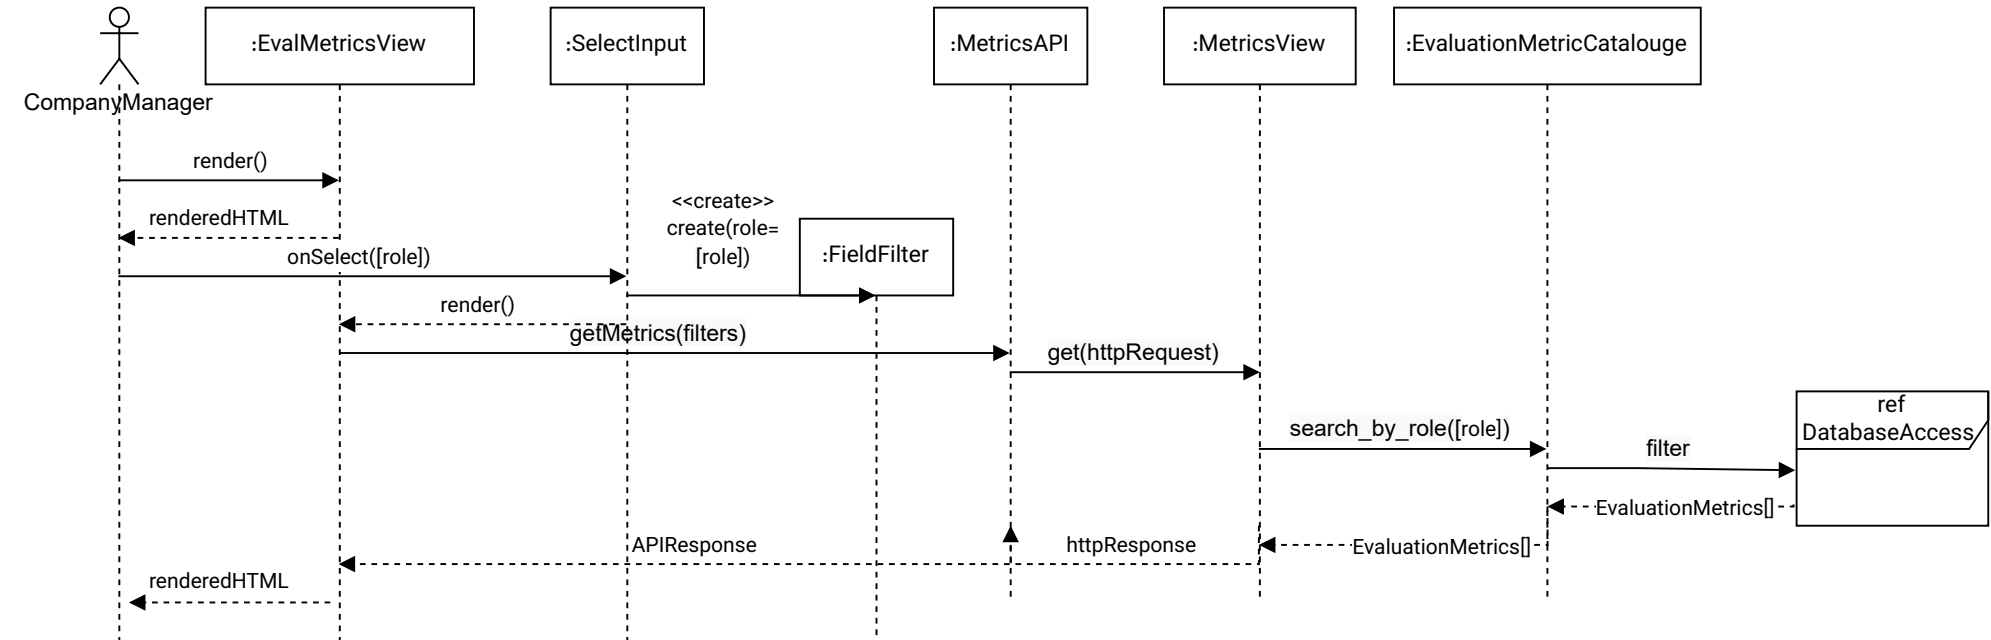 :EvalMetricsView
:SelectInput
:MetricsAPI
:MetricsView
:EvaluationMetricCatalouge
CompanyManager
render()
<<create>>
create(role=
[role])
renderedHTML
:FieldFilter
onSelect([role])
render()
getMetrics(filters)
get(httpRequest)
ref
DatabaseAccess
search_by_role([role])
filter
EvaluationMetrics[]
APIResponse
httpResponse
EvaluationMetrics[]
renderedHTML